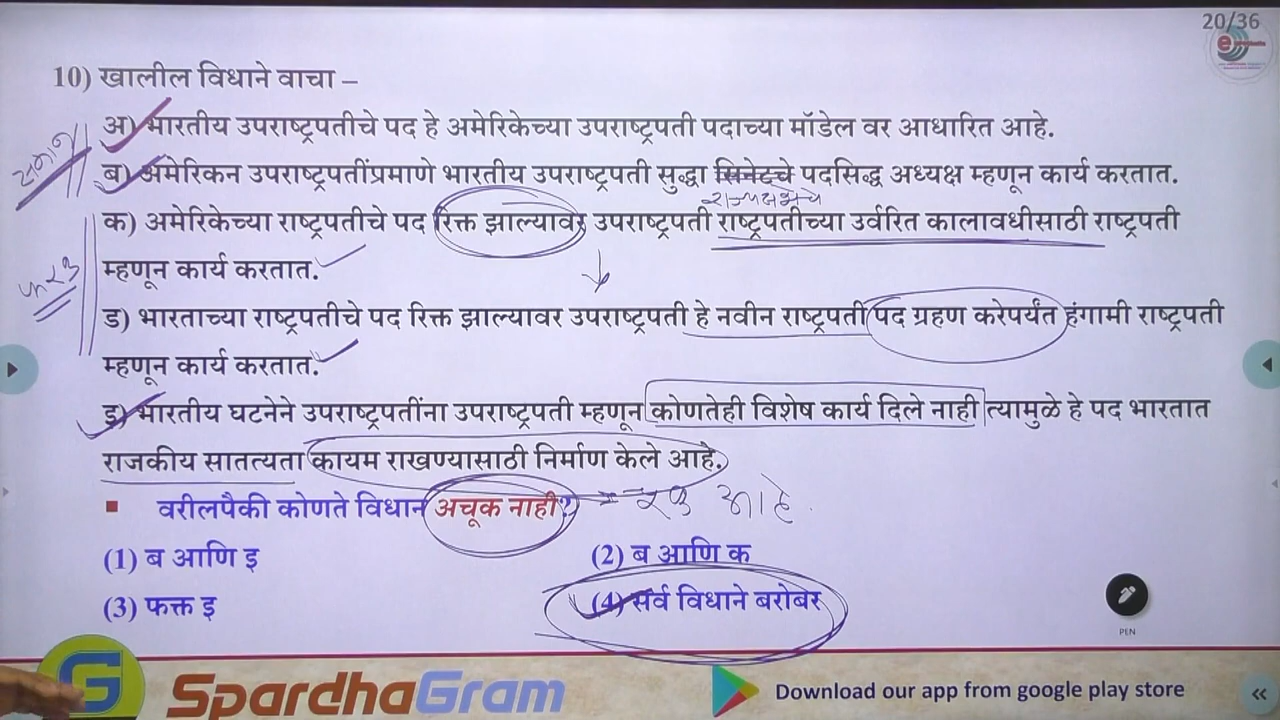 20/36
10) खालील विधाने वाचा –
अ) भारतीय उपराष्ट्रपतीचे पद हे अमेरिकेच्या उपराष्ट्रपती पदाच्या मॉडेल वर आधारित आहे.
ब) अमेरिकन उपराष्ट्रपतींप्रमाणे भारतीय उपराष्ट्रपती सुद्धा सिनेटचे पदसिद्ध अध्यक्ष म्हणून कार्य करतात.
राज्यसभेचे
क) अमेरिकेच्या राष्ट्रपतीचे पद रिक्त झाल्यावर उपराष्ट्रपती राष्ट्रपतीच्या उर्वरित कालावधीसाठी राष्ट्रपती
म्हणून कार्य करतात.
ड) भारताच्या राष्ट्रपतीचे पद रिक्त झाल्यावर उपराष्ट्रपती हे नवीन राष्ट्रपती पद ग्रहण करेपर्यंत हंगामी राष्ट्रपती
म्हणून कार्य करतात.
इ) भारतीय घटनेने उपराष्ट्रपतींना उपराष्ट्रपती म्हणून कोणतेही विशेष कार्य दिले नाही त्यामुळे हे पद भारतात
राजकीय सातत्यता कायम राखण्यासाठी निर्माण केले आहे.
वरीलपैकी कोणते विधान अचूक नाही?
(1) ब आणि इ
(2) ब आणि क
(3) फक्त इ
(4) सर्व विधाने बरोबर
समान
फरक
PEN
G SpardhaGram
Download our app from google play store